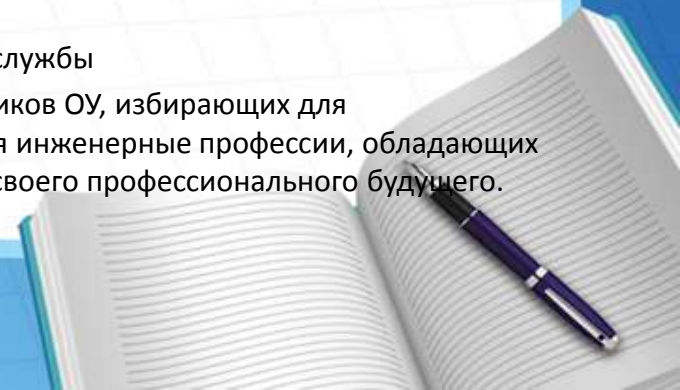 службы
иков ОУ, избирающих для
я инженерные профессии, обладающих
своего профессионального будущего.